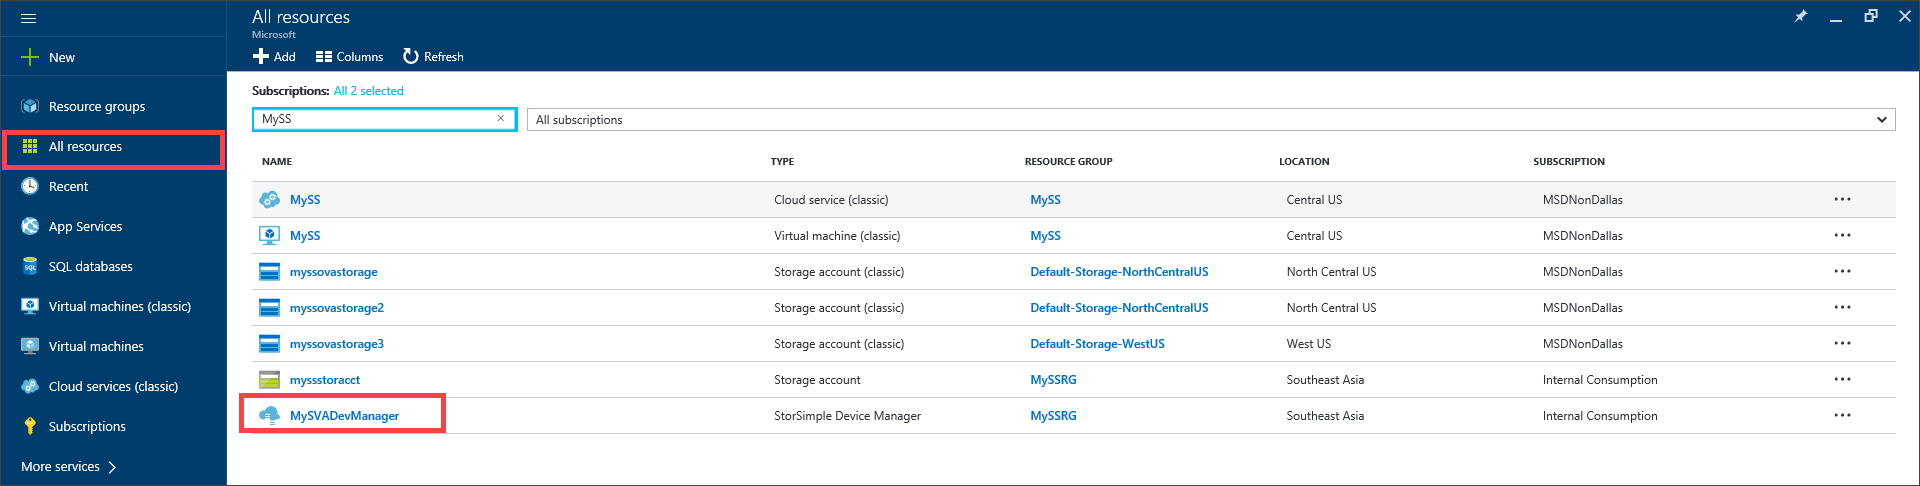 All resources
Microsoft
Add Columns Refresh
New
Resource groups
All resources
Recent
App Services
SQL
SQL databases
Virtual machines (classic)
Virtual machines
Cloud services (classic)
Subscriptions
More services
Subscriptions: All 2 selected
MySS × All subscriptions
NAME TYPE RESOURCE GROUP LOCATION SUBSCRIPTION
MySS Cloud service (classic) MySS Central US MSDNonDallas ...
MySS Virtual machine (classic) MySS Central US MSDNonDallas ...
myssovastorage Storage account (classic) Default-Storage-NorthCentralUS North Central US MSDNonDallas ...
myssovastorage2 Storage account (classic) Default-Storage-NorthCentralUS North Central US MSDNonDallas ...
myssovastorage3 Storage account (classic) Default-Storage-WestUS West US MSDNonDallas ...
myssstoracct Storage account MySSRG Southeast Asia Internal Consumption ...
MySVADevManager StorSimple Device Manager MySSRG Southeast Asia Internal Consumption ...